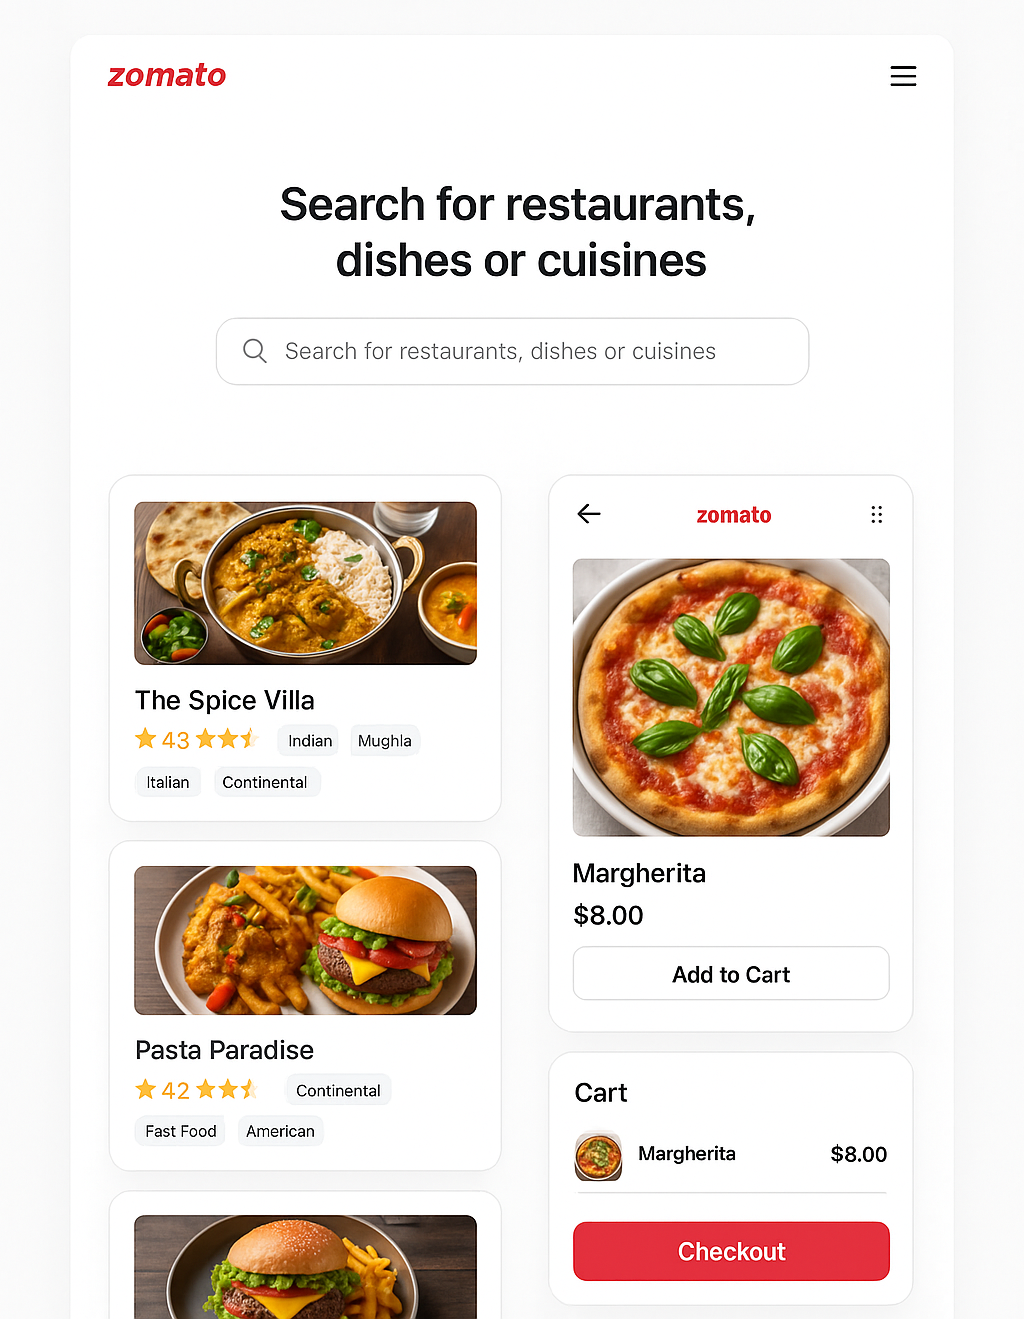 zomato
Search for restaurants,
dishes or cuisines
Search for restaurants, dishes or cuisines
The Spice Villa
43 Indian Mughla
Italian Continental
Pasta Paradise
42 Continental
Fast Food American
zomato
Margherita
$8.00
Add to Cart
Cart
Margherita $8.00
Checkout